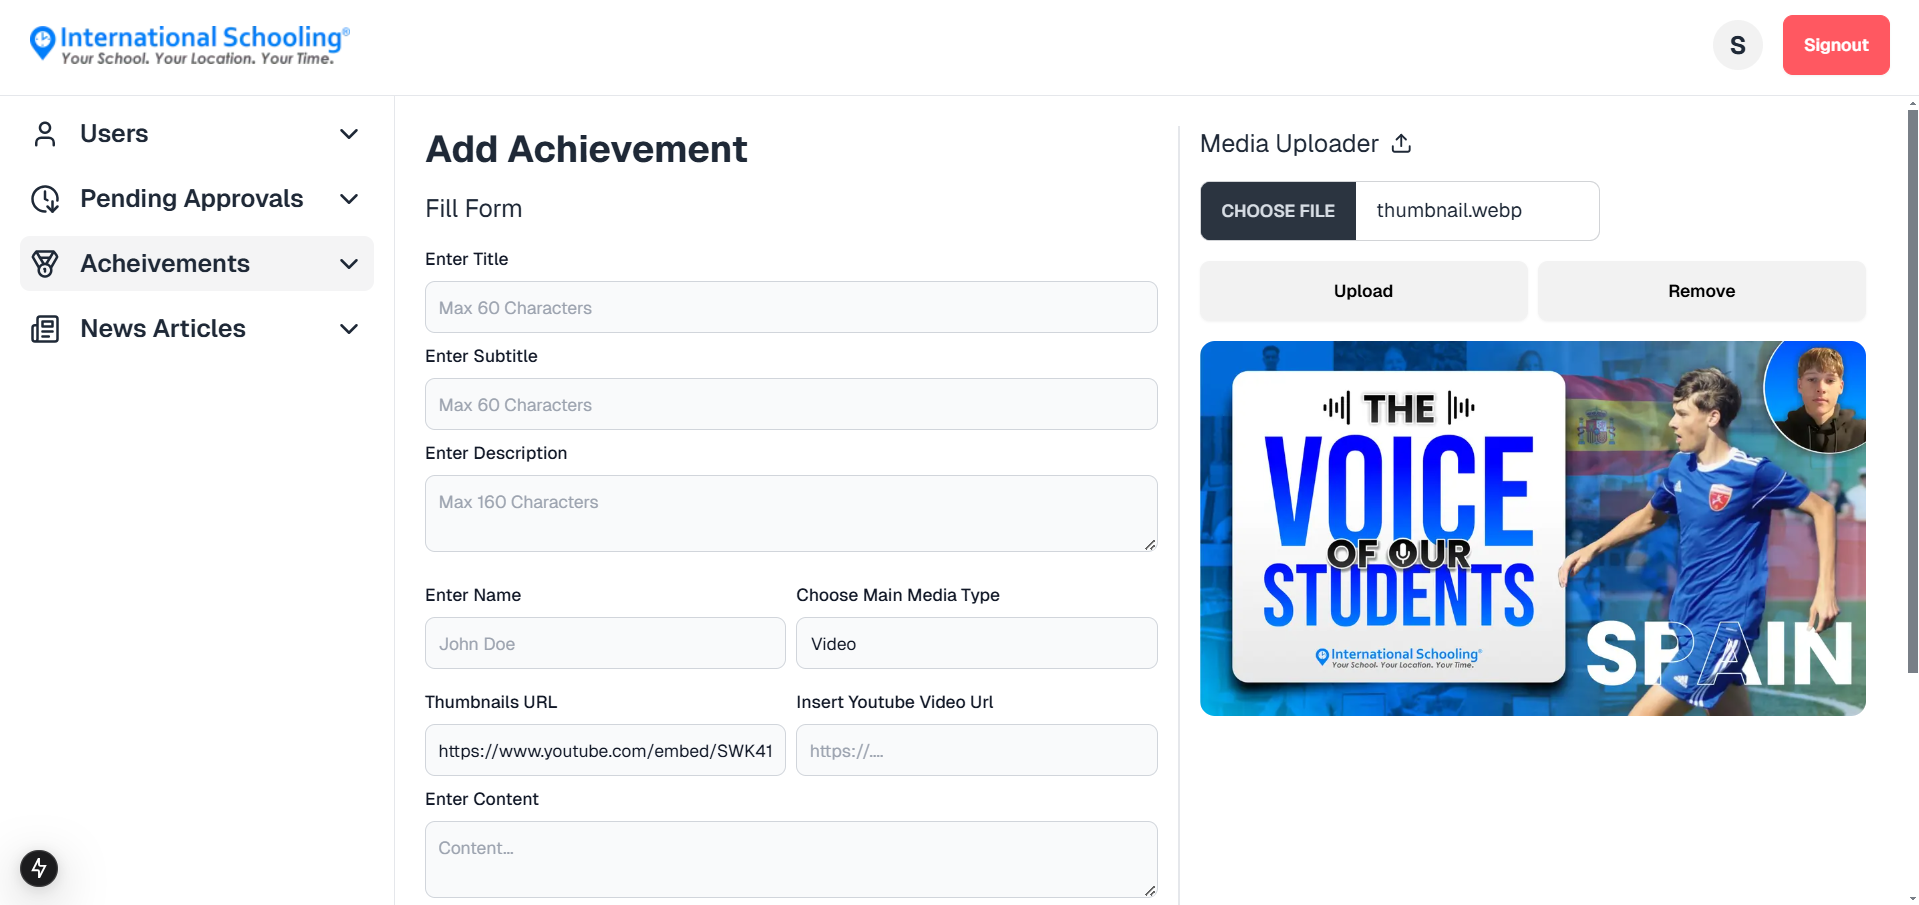 International Schooling®
Your School. Your Location. Your Time.
S
Signout
Users
Pending Approvals
Acheivements
News Articles
Add Achievement
Fill Form
Enter Title
Max 60 Characters
Enter Subtitle
Max 60 Characters
Enter Description
Max 160 Characters
Enter Name
Choose Main Media Type
John Doe
Video
Thumbnails URL
Insert Youtube Video Url
https://www.youtube.com/embed/SWK41
https://....
Enter Content
Content...
Media Uploader
CHOOSE FILE
thumbnail.webp
Upload
Remove
THE
VOICE
OF OUR
STUDENTS
International Schooling®
Your School. Your Location. Your Time.
SPAIN